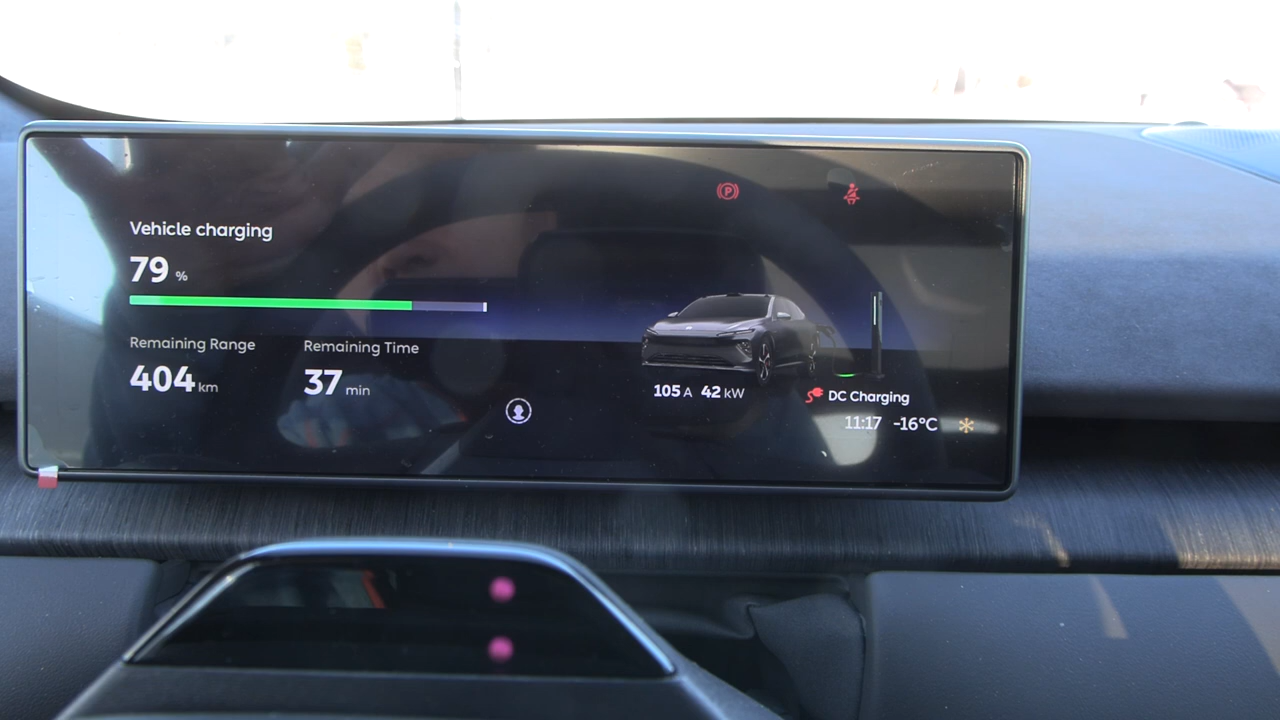 P
Vehicle charging
79 %
Remaining Range
Remaining Time
404 km
37 min
105 A 42 kW
DC Charging
11:17 -16°C